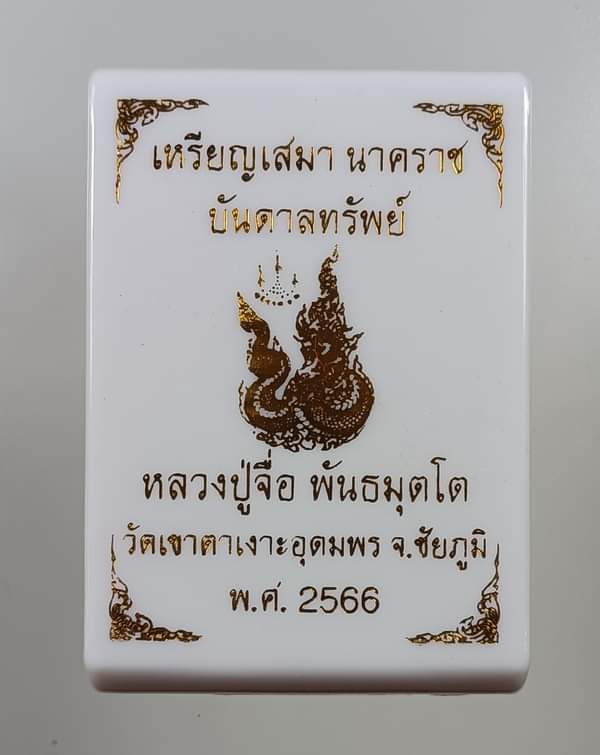 เหรียญเสมา นาคราช
บันดาลทรัพย์
หลวงปู่จื่อ พันธมุตโต
วัดเขาตาเงาะอุดมพร จ.ชัยภูมิ
พ.ศ. 2566